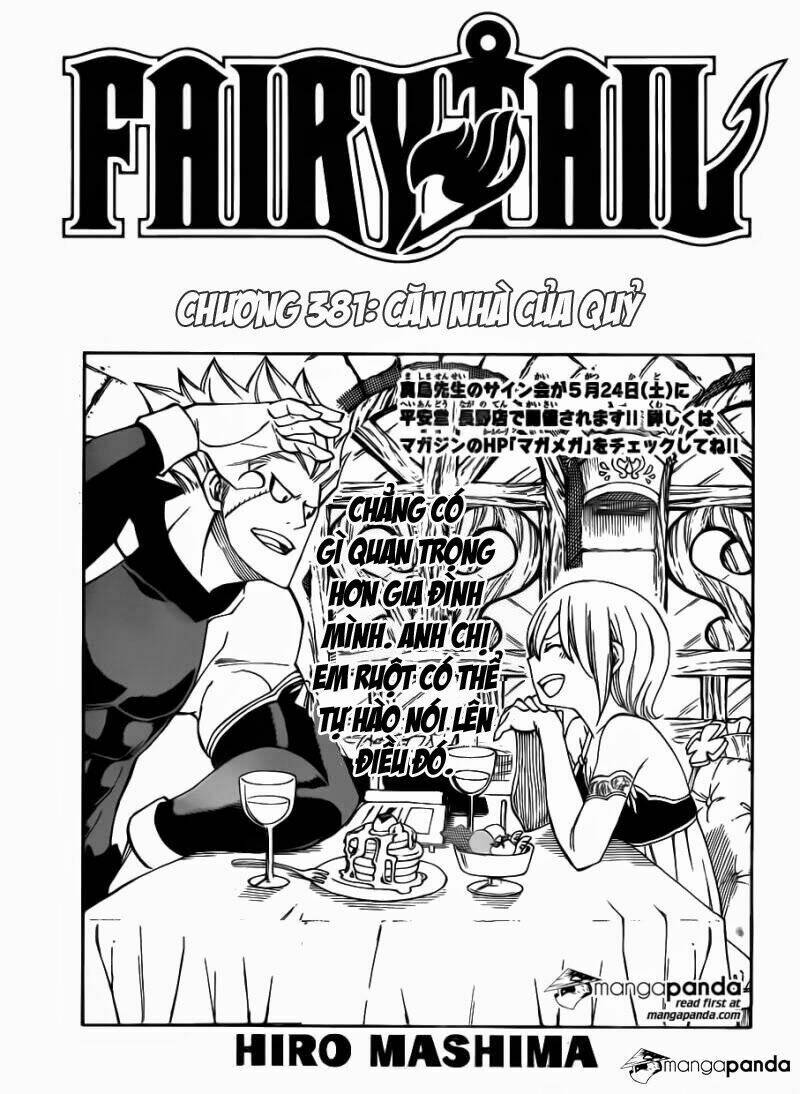 FAIRY TAIL
CHƯƠNG 381: CĂN NHÀ CỦA QUỶ
真島先生のサイン会が5月24日(土)に
平安堂 長野店で開催されます!! 詳しくは
マガジンのHP「マガメガ」をチェックしてね!!
CHẲNG CÓ
GÌ QUAN TRỌNG
HƠN GIA ĐÌNH
MÌNH. ANH CHỊ
EM RUỘT CÓ THỂ
TỰ HÀO NÓI LÊN
ĐIỀU ĐÓ.
mangapanda
read first at
mangapanda.com
HIRO MASHIMA
mangapanda